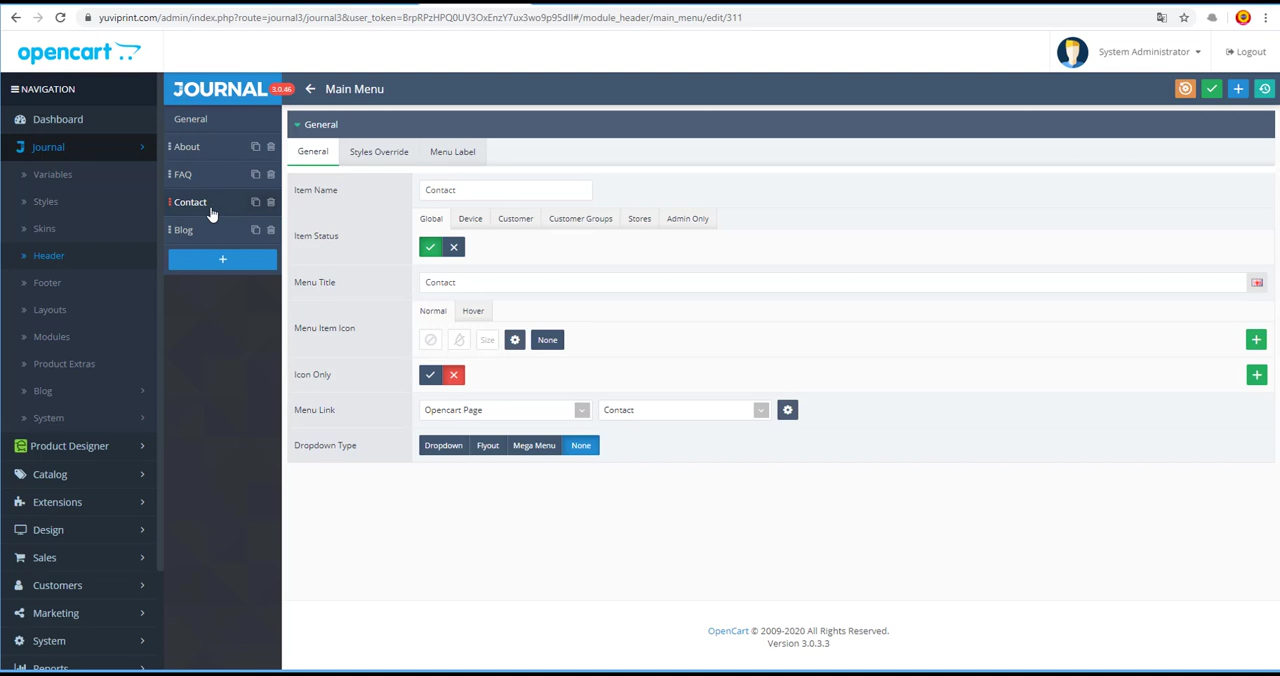 yuviprint.com/admin/index.php?route=journal3/journal3&user_token=BrpRPzHPQ0UV3OxEnzY7ux3wo9p95dII#/module_header/main_menu/edit/311
opencart
System Administrator
Logout
NAVIGATION
JOURNAL 3.0.46
Main Menu
Dashboard
Journal
Variables
Styles
Skins
Header
Footer
Layouts
Modules
Product Extras
Blog
System
Product Designer
Catalog
Extensions
Design
Sales
Customers
Marketing
System
Reports
General
About
FAQ
Contact
Blog
+
General
General Styles Override Menu Label
Item Name Contact
Global Device Customer Customer Groups Stores Admin Only
Item Status
Menu Title Contact
Normal Hover
Menu Item Icon Size None
Icon Only
Menu Link Opencart Page Contact
Dropdown Type Dropdown Flyout Mega Menu None
OpenCart © 2009-2020 All Rights Reserved.
Version 3.0.3.3